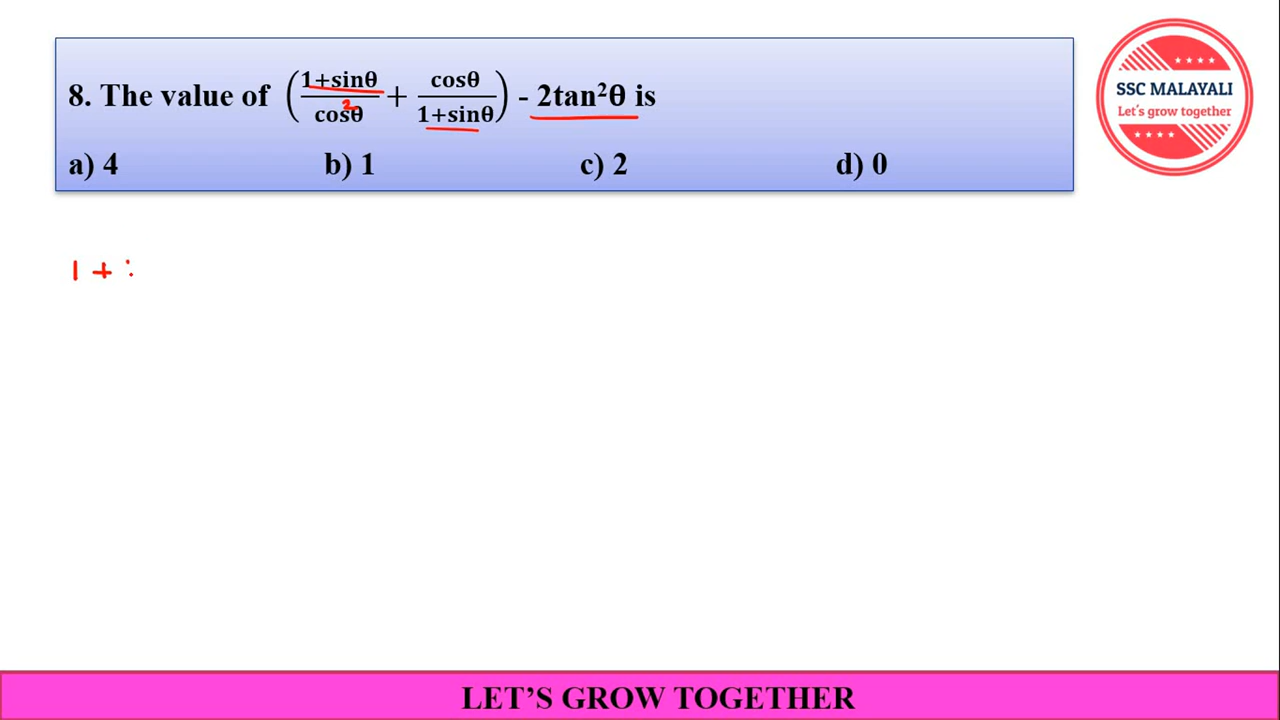 8. The value of (1+sinθ/cosθ + cosθ/1+sinθ) - 2tan²θ is
2
a) 4 b) 1 c) 2 d) 0
SSC MALAYALI
Let's grow together
1 +
LET'S GROW TOGETHER